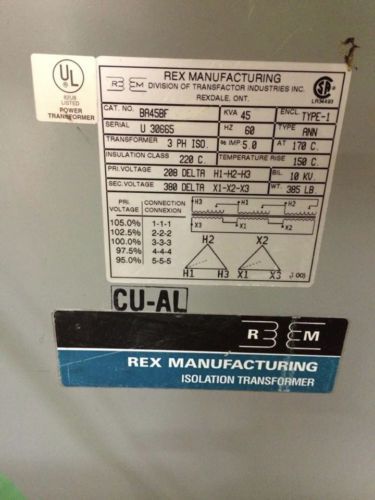 UL
LISTED
POWER
TRANSFORMER
REX MANUFACTURING
DIVISION OF TRANSFACTOR INDUSTRIES INC.
REXDALE, ONT.
CAT. NO. BA45BF KVA 45 ENCL. TYPE-1
SERIAL U 30665 HZ 60 TYPE ANN
TRANSFORMER 3 PH ISO. % IMP 5.0 AT 170 C.
INSULATION CLASS 220 C. TEMPERATURE RISE 150 C.
PRI.VOLTAGE 208 DELTA H1-H2-H3 BIL 10 KV.
SEC.VOLTAGE 380 DELTA X1-X2-X3 WT. 385 LB.
PRI. VOLTAGE CONNECTION CONNEXION
105.0% 1-1-1
102.5% 2-2-2
100.0% 3-3-3
97.5% 4-4-4
95.0% 5-5-5
H3 H1
H2
X3 X1
X2
H2 X2
H1 H3 X1 X3
CU-AL
R M
REX MANUFACTURING
ISOLATION TRANSFORMER